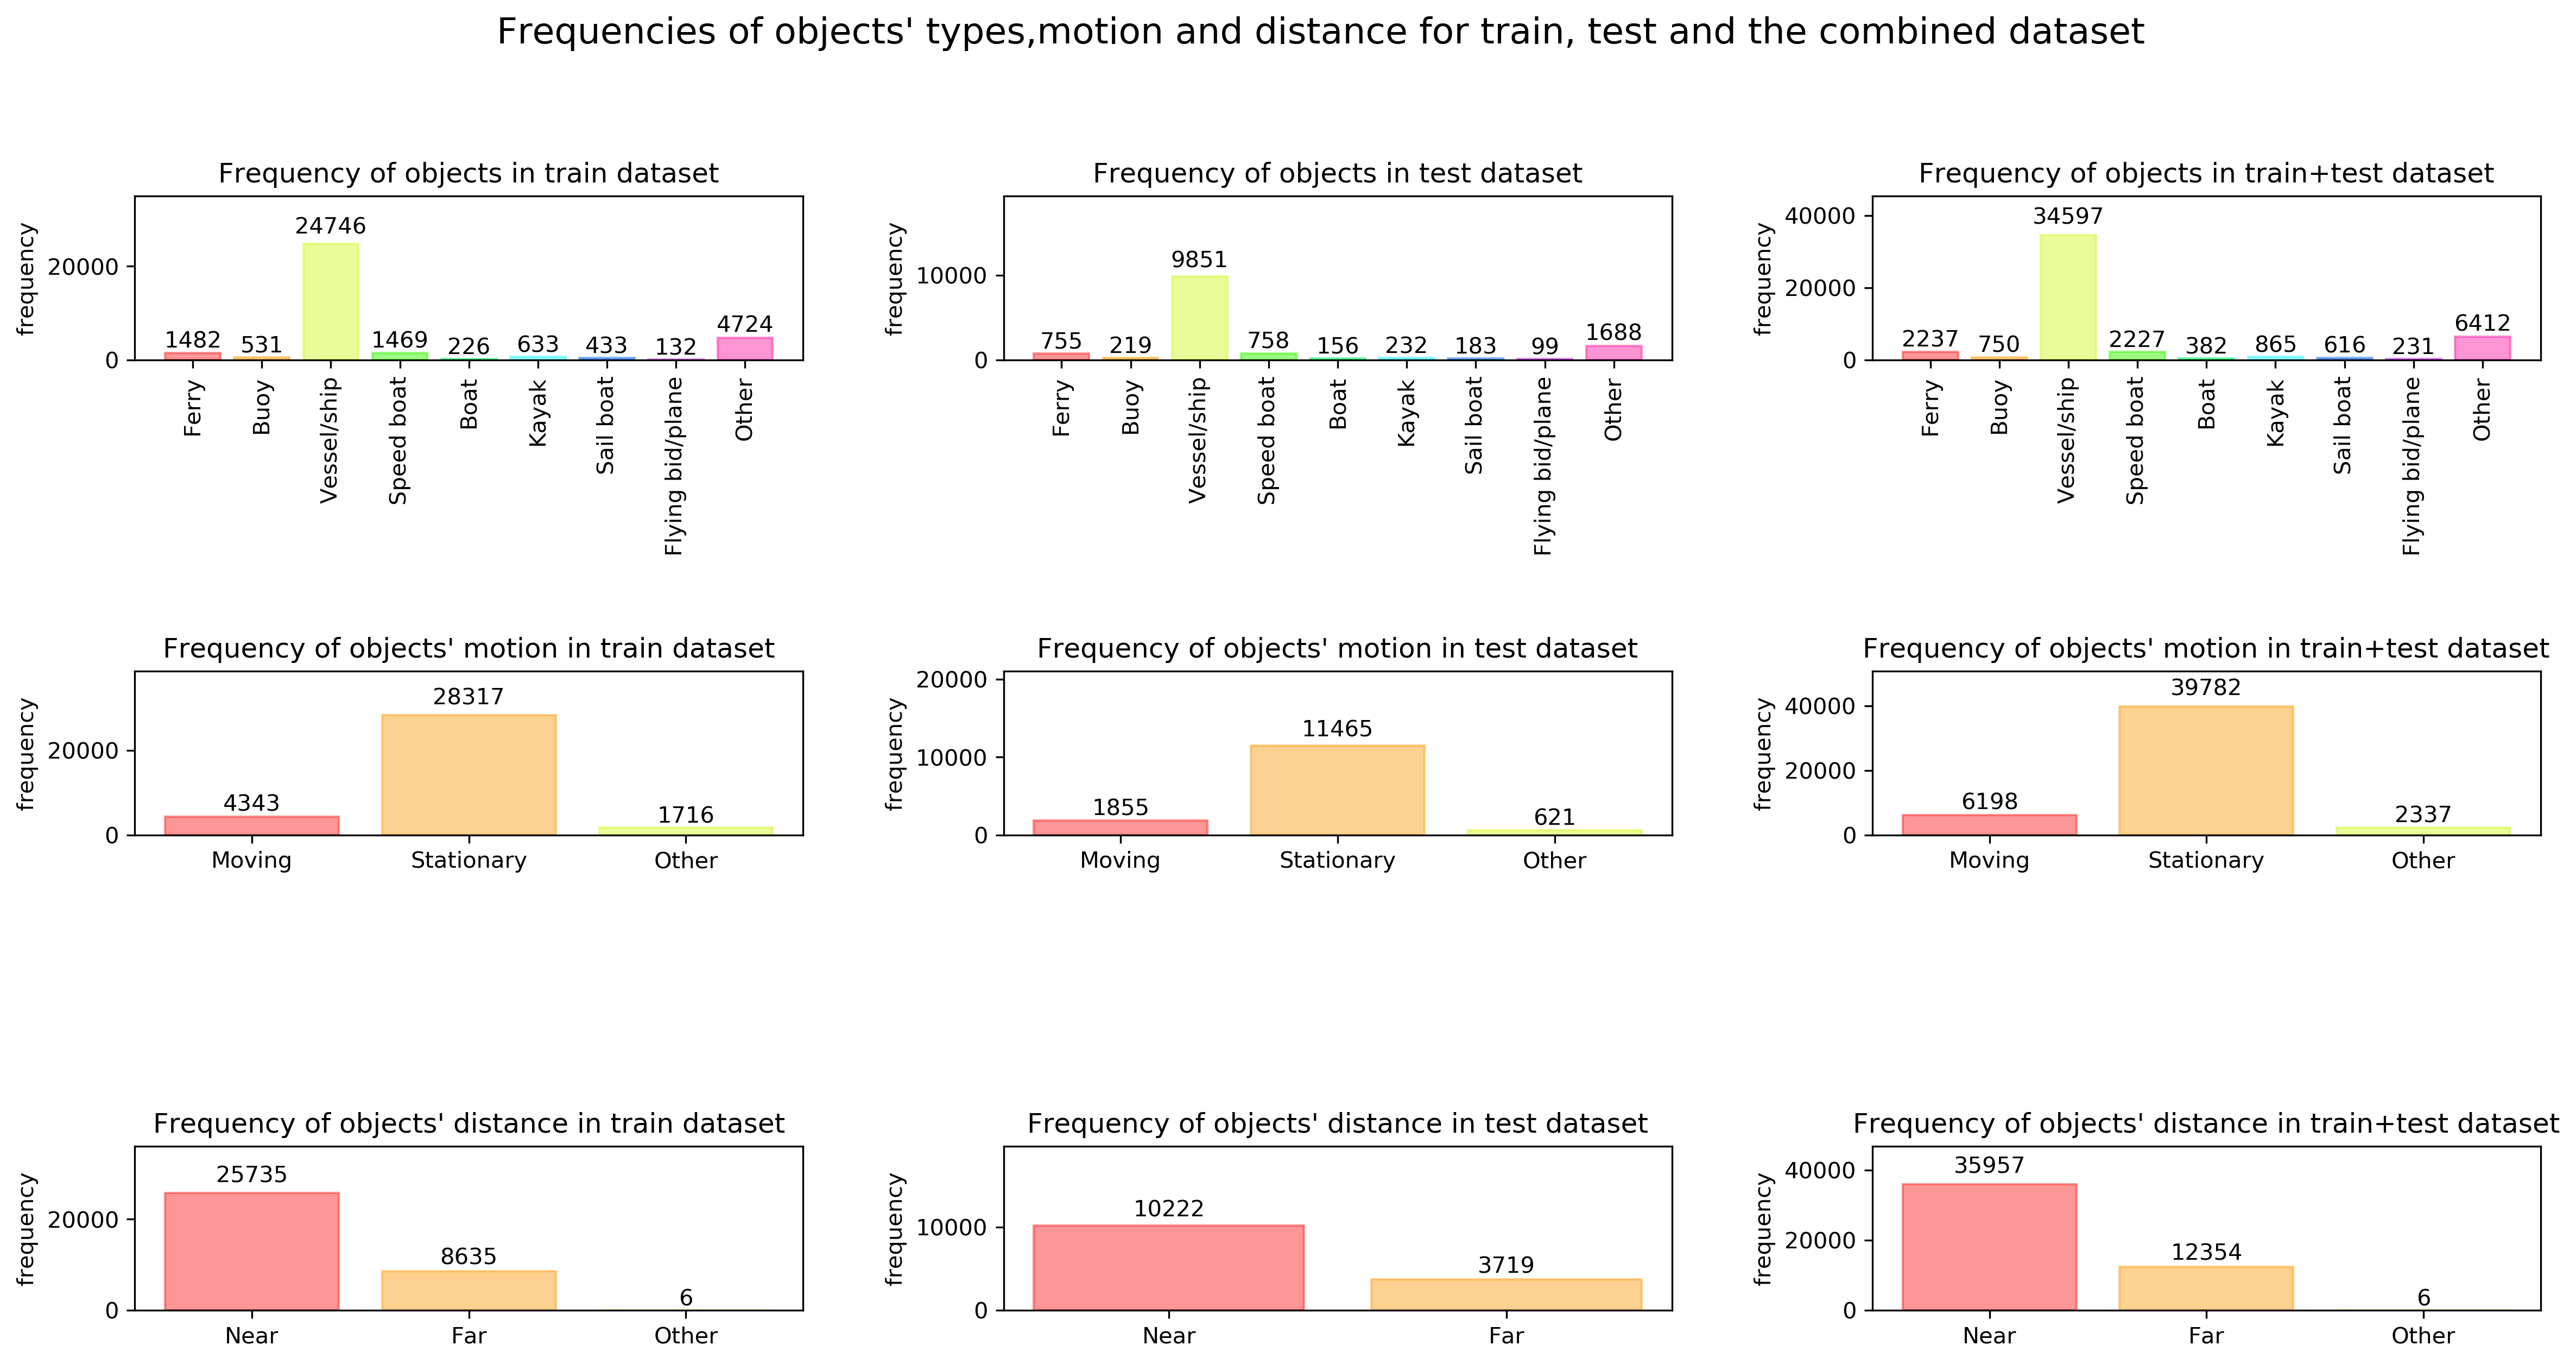 Frequencies of objects' types,motion and distance for train, test and the combined dataset
Frequency of objects in train dataset
frequency
20000
0
1482
531
24746
1469
226
633
433
132
4724
Ferry
Buoy
Vessel/ship
Speed boat
Boat
Kayak
Sail boat
Flying bid/plane
Other
Frequency of objects in test dataset
frequency
10000
0
755
219
9851
758
156
232
183
99
1688
Ferry
Buoy
Vessel/ship
Speed boat
Boat
Kayak
Sail boat
Flying bid/plane
Other
Frequency of objects in train+test dataset
frequency
40000
20000
0
2237
750
34597
2227
382
865
616
231
6412
Ferry
Buoy
Vessel/ship
Speed boat
Boat
Kayak
Sail boat
Flying bid/plane
Other
Frequency of objects' motion in train dataset
frequency
20000
0
4343
28317
1716
Moving
Stationary
Other
Frequency of objects' motion in test dataset
frequency
20000
10000
0
1855
11465
621
Moving
Stationary
Other
Frequency of objects' motion in train+test dataset
frequency
40000
20000
0
6198
39782
2337
Moving
Stationary
Other
Frequency of objects' distance in train dataset
frequency
20000
0
25735
8635
6
Near
Far
Other
Frequency of objects' distance in test dataset
frequency
10000
0
10222
3719
Near
Far
Frequency of objects' distance in train+test dataset
frequency
40000
20000
0
35957
12354
6
Near
Far
Other